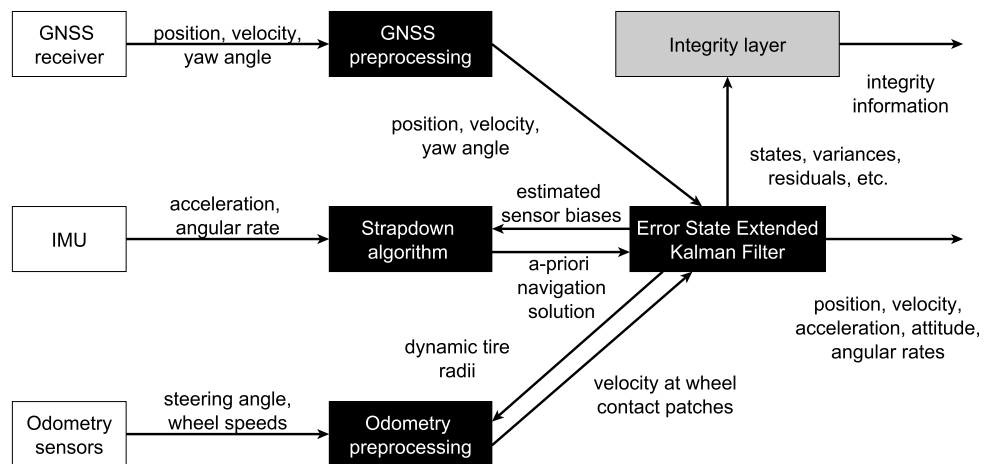 GNSS
receiver
position, velocity,
yaw angle
GNSS
preprocessing
Integrity layer
integrity
information
position, velocity,
yaw angle
states, variances,
residuals, etc.
IMU
acceleration,
angular rate
Strapdown
algorithm
estimated
sensor biases
a-priori
navigation
solution
Error State Extended
Kalman Filter
position, velocity,
acceleration, attitude,
angular rates
dynamic tire
radii
velocity at wheel
contact patches
Odometry
sensors
steering angle,
wheel speeds
Odometry
preprocessing